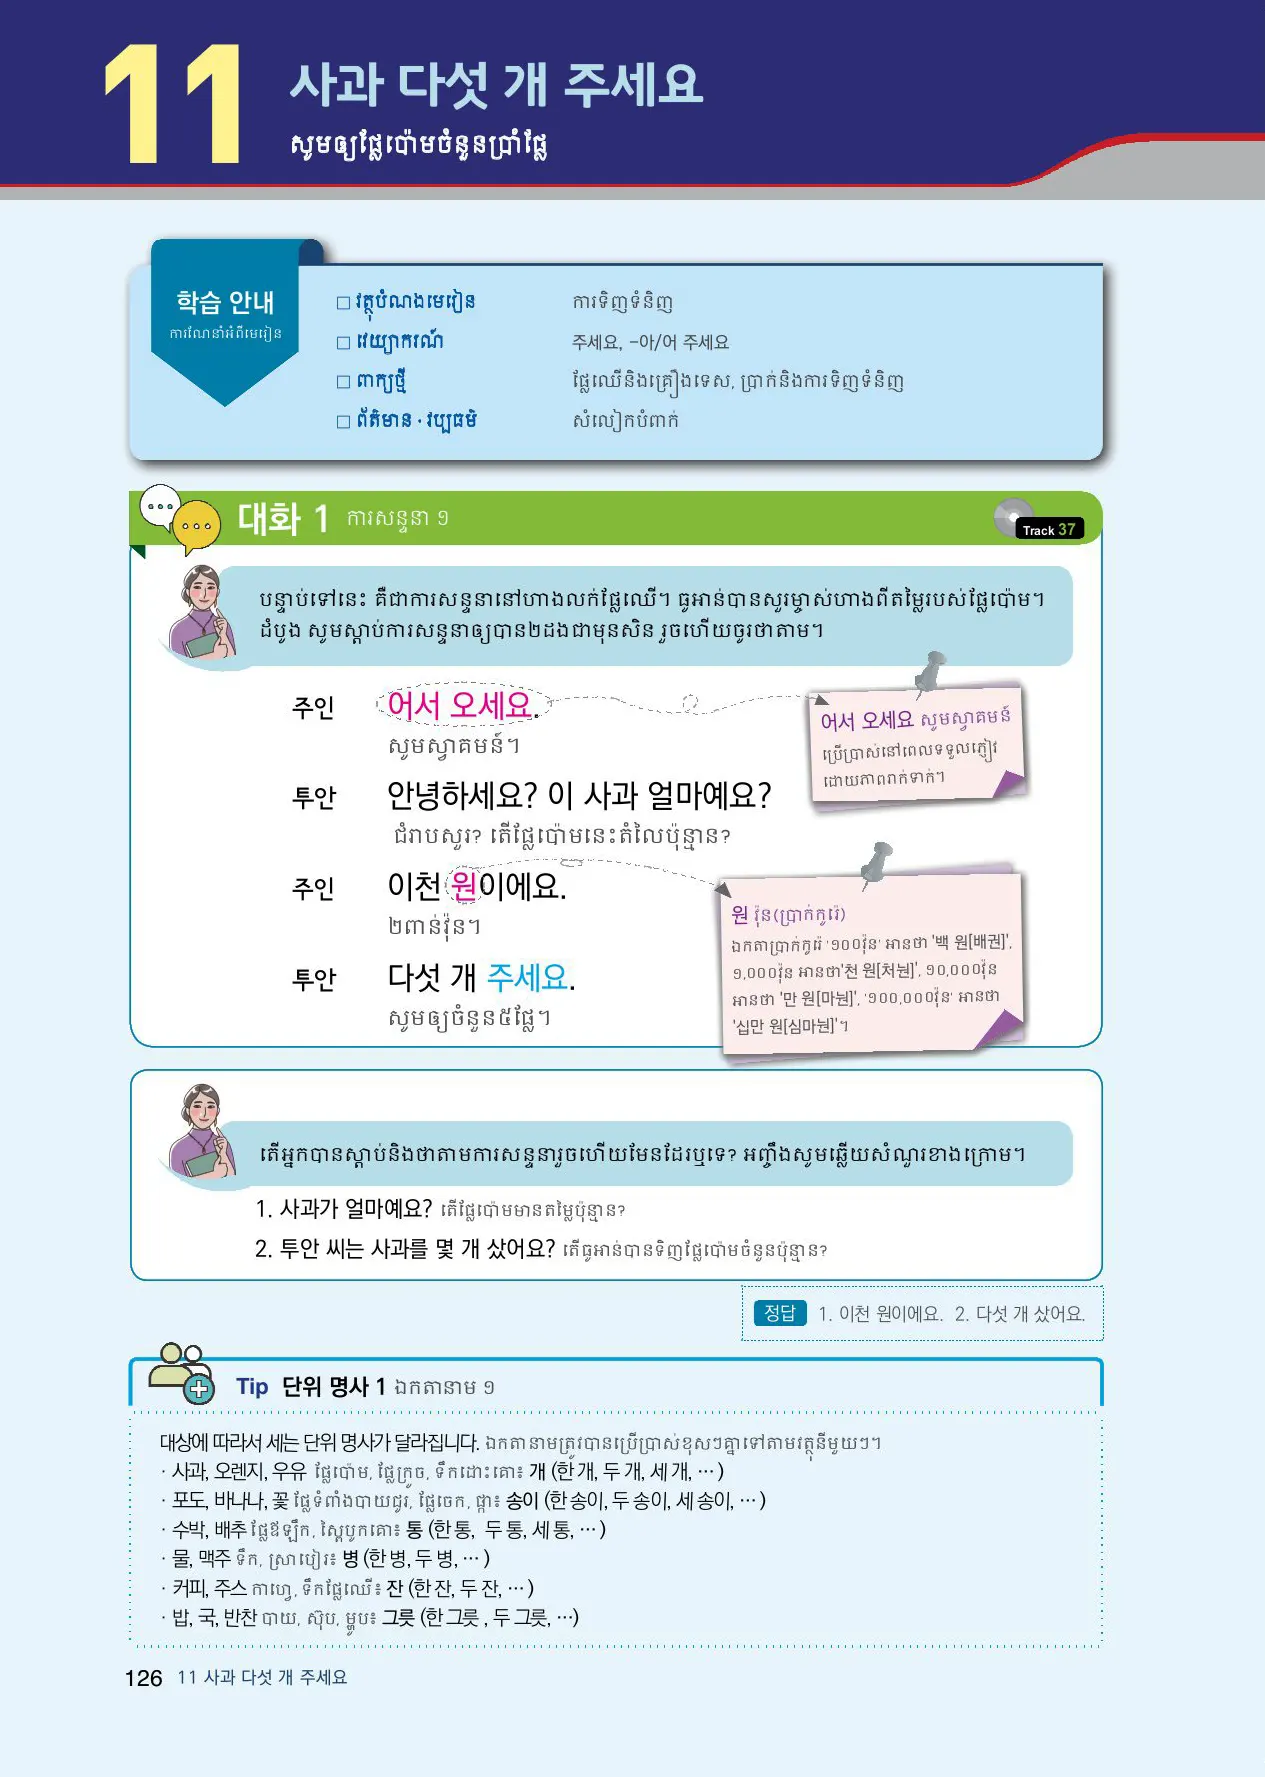 11
사과 다섯 개 주세요
សូមឲ្យផ្លែប៉ោមចំនួនប្រាំផ្លែ
학습 안내
ការណែនាំអំពីមេរៀន
□ វត្ថុបំណងមេរៀន ការទិញទំនិញ
□ វេយ្យាករណ៍ 주세요, -아/어 주세요
□ ពាក្យថ្មី ផ្លែឈើនិងគ្រឿងទេស, ប្រាក់និងការទិញទំនិញ
□ ព័ត៌មាន · វប្បធម៌ សំលៀកបំពាក់
대화 1 ការសន្ទនា ១
Track 37
បន្ទាប់ទៅនេះ គឺជាការសន្ទនានៅហាងលក់ផ្លែឈើ។ ធូអាន់បានសួរម្ចាស់ហាងពីតម្លៃរបស់ផ្លែប៉ោម។
ដំបូង សូមស្តាប់ការសន្ទនាឲ្យបាន២ដងជាមុនសិន រួចហើយចូរថាតាម។
주인 어서 오세요.
សូមស្វាគមន៍។
투안 안녕하세요? 이 사과 얼마예요?
ជំរាបសួរ? តើផ្លែប៉ោមនេះតំលៃប៉ុន្មាន?
주인 이천 원이에요.
២ពាន់វ៉ុន។
투안 다섯 개 주세요.
សូមឲ្យចំនួន៥ផ្លែ។
어서 오세요 សូមស្វាគមន៍
ប្រើប្រាស់នៅពេលទទួលភ្ញៀវ
ដោយភាពរាក់ទាក់។
원 វ៉ុន(ប្រាក់កូរ៉េ)
ឯកតាប្រាក់កូរ៉េ '១០០វ៉ុន' អានថា '백 원[배권]',
១,០០០វ៉ុន អានថា'천 원[처눤]', ១០,០០០វ៉ុន
អានថា '만 원[마눤]', '១០០,០០០វ៉ុន' អានថា
'십만 원[심마눤]'។
តើអ្នកបានស្តាប់និងថាតាមការសន្ទនារួចហើយមែនដែរឬទេ? អញ្ចឹងសូមឆ្លើយសំណួរខាងក្រោម។
1. 사과가 얼마예요? តើផ្លែប៉ោមមានតម្លៃប៉ុន្មាន?
2. 투안 씨는 사과를 몇 개 샀어요? តើធូអាន់បានទិញផ្លែប៉ោមចំនួនប៉ុន្មាន?
정답 1. 이천 원이에요. 2. 다섯 개 샀어요.
Tip 단위 명사 1 ឯកតានាម ១
대상에 따라서 세는 단위 명사가 달라집니다. ឯកតានាមត្រូវបានប្រើប្រាស់ខុសៗគ្នាទៅតាមវត្ថុនីមួយៗ។
· 사과, 오렌지, 우유 ផ្លែប៉ោម, ផ្លែក្រូច, ទឹកដោះគោ៖ 개 (한 개, 두 개, 세 개, ⋯ )
· 포도, 바나나, 꽃 ផ្លែទំពាំងបាយជូរ, ផ្លែចេក, ផ្កា៖ 송이 (한 송이, 두 송이, 세 송이, ⋯ )
· 수박, 배추 ផ្លែឪឡឹក, ស្ពៃបូកគោ៖ 통 (한 통, 두 통, 세 통, ⋯ )
· 물, 맥주 ទឹក, ស្រាបៀរ៖ 병 (한 병, 두 병, ⋯ )
· 커피, 주스 កាហ្វេ, ទឹកផ្លែឈើ៖ 잔 (한 잔, 두 잔, ⋯ )
· 밥, 국, 반찬 បាយ, ស៊ុប, ម្ហូប៖ 그릇 (한 그릇 , 두 그릇, ⋯)
126 11 사과 다섯 개 주세요